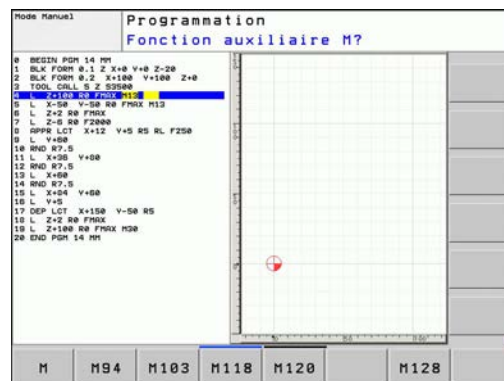 Mode Manuel
Programmation
Fonction auxiliaire M?
0 BEGIN PGM 14 MM
1 BLK FORM 0.1 Z X+0 Y+0 Z-20
2 BLK FORM 0.2 X+100 Y+100 Z+0
3 TOOL CALL 5 Z S3500
4 L Z+100 R0 FMAX M13
5 L X-50 Y-50 R0 FMAX M13
6 L Z+2 R0 FMAX
7 L Z-6 R0 F2000
8 APPR LCT X+12 Y+5 R5 RL F250
9 L Y+60
10 RND R7.5
11 L X+36 Y+80
12 RND R7.5
13 L X+60
14 RND R7.5
15 L X+84 Y+60
16 L Y+5
17 DEP LCT X+150 Y-50 R5
18 L Z+2 R0 FMAX
19 L Z+100 R0 FMAX M30
20 END PGM 14 MM
M M94 M103 M118 M120 M128